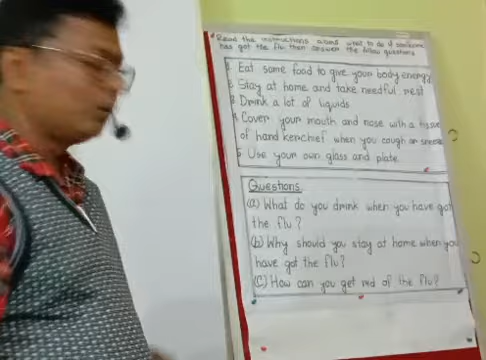 Read the instructions about what to do if someone
has got the flu then answer the follow questions
1. Eat some food to give your body energy
2 Stay at home and take needful rest
3 Drink a lot of liquids
4. Cover your mouth and nose with a tissue
of hand kerchief when you cough or sneeze
5 Use your own glass and plate
Questions
(a) What do you drink when you have got
the flu?
(b) Why should you stay at home when you
have got the flu?
(C) How can you get rid of the flu?